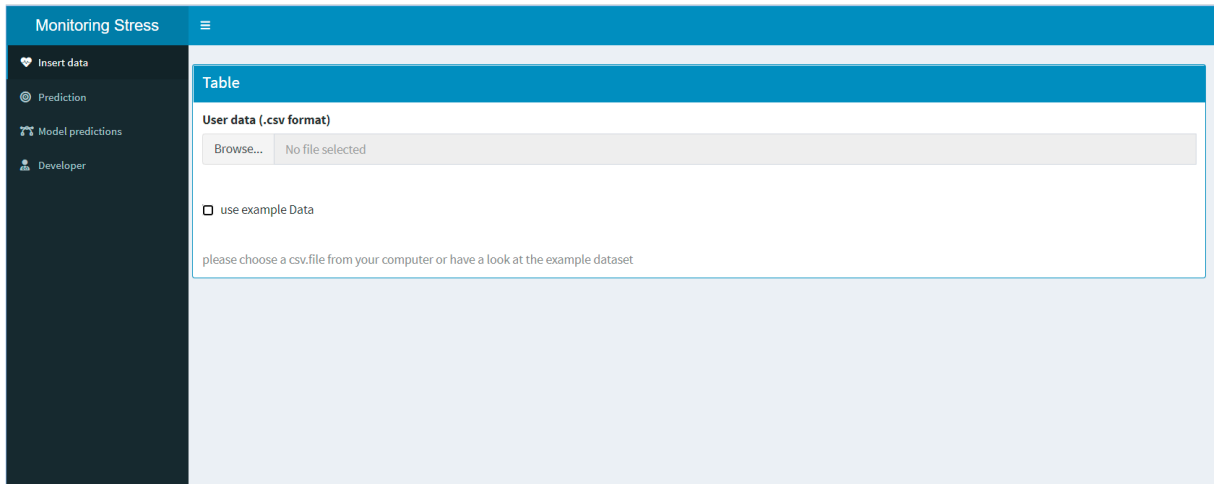 Monitoring Stress
Insert data
Prediction
Model predictions
Developer
Table
User data (.csv format)
Browse... No file selected
use example Data
please choose a csv.file from your computer or have a look at the example dataset